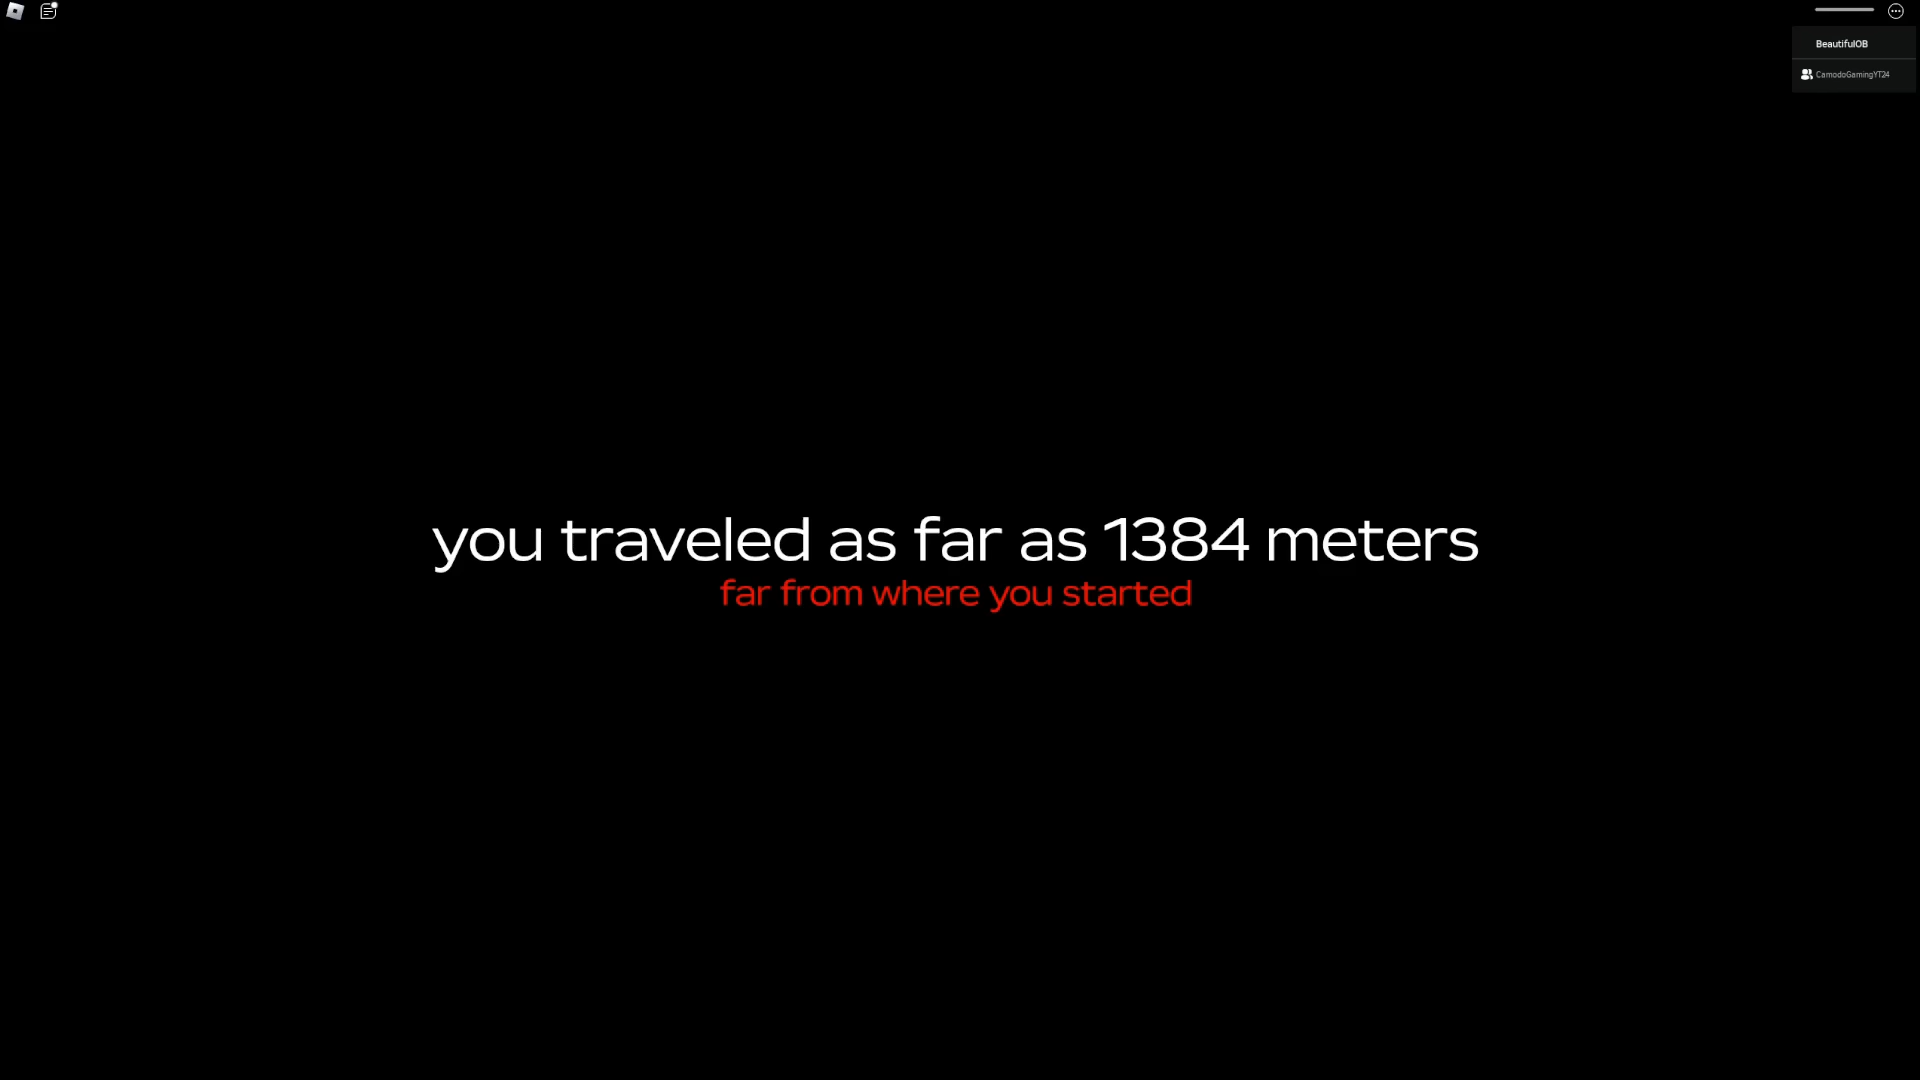 BeautifulOB
CamodoGamingYT24
you traveled as far as 1384 meters
far from where you started